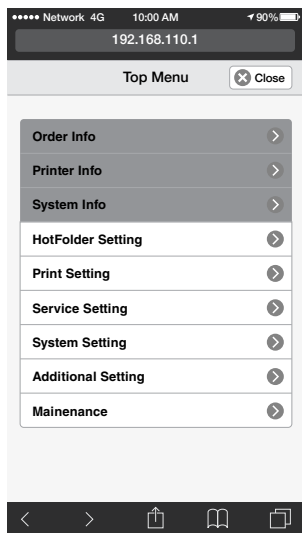 Network 4G 10:00 AM 90%
192.168.110.1
Top Menu Close
Order Info
Printer Info
System Info
HotFolder Setting
Print Setting
Service Setting
System Setting
Additional Setting
Mainenance